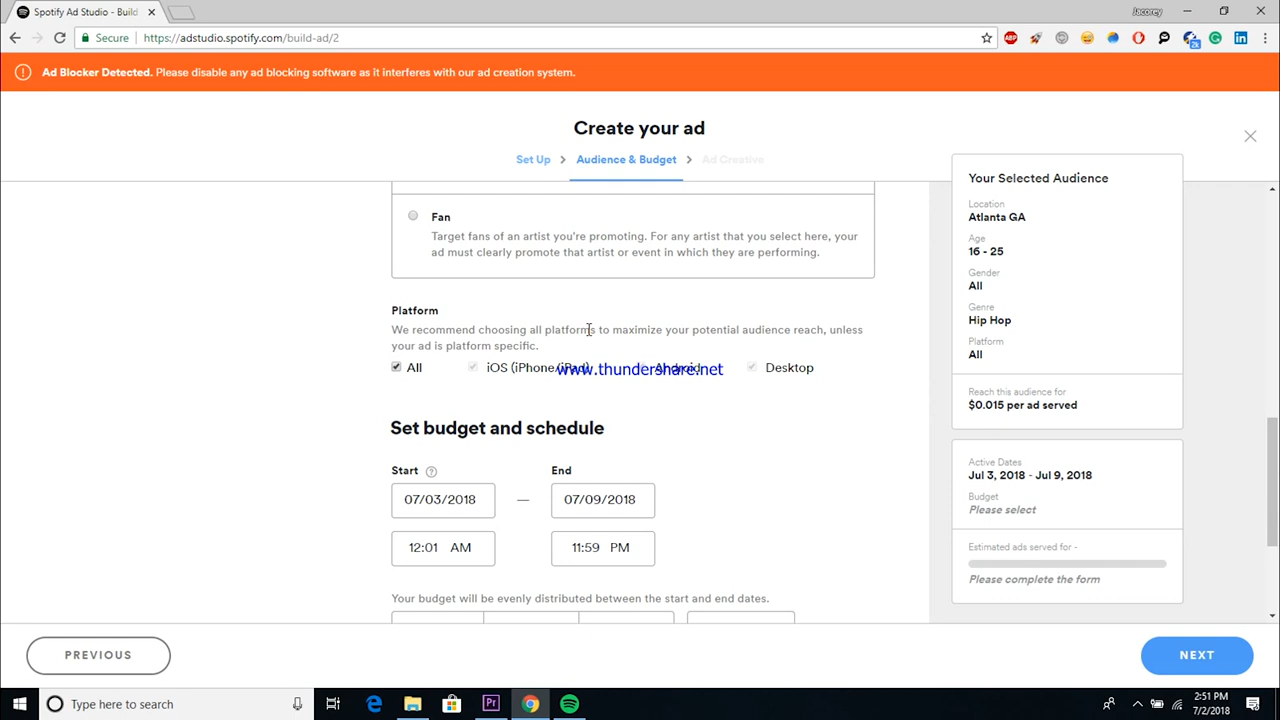 Spotify Ad Studio - Build
Jacorey
Secure
https://adstudio.spotify.com/build-ad/2
ABP
2k
Ad Blocker Detected. Please disable any ad blocking software as it interferes with our ad creation system.
Create your ad
Set Up > Audience & Budget > Ad Creative
Fan
Target fans of an artist you're promoting. For any artist that you select here, your
ad must clearly promote that artist or event in which they are performing.
Platform
We recommend choosing all platforms to maximize your potential audience reach, unless
your ad is platform specific.
All iOS (iPhone/iPad) Android Desktop
www.thundershare.net
Set budget and schedule
Start ? End
07/03/2018 — 07/09/2018
12:01 AM 11:59 PM
Your budget will be evenly distributed between the start and end dates.
Your Selected Audience
Location
Atlanta GA
Age
16 - 25
Gender
All
Genre
Hip Hop
Platform
All
Reach this audience for
$0.015 per ad served
Active Dates
Jul 3, 2018 - Jul 9, 2018
Budget
Please select
Estimated ads served for -
Please complete the form
PREVIOUS
NEXT
Type here to search
Pr
2:51 PM
7/2/2018